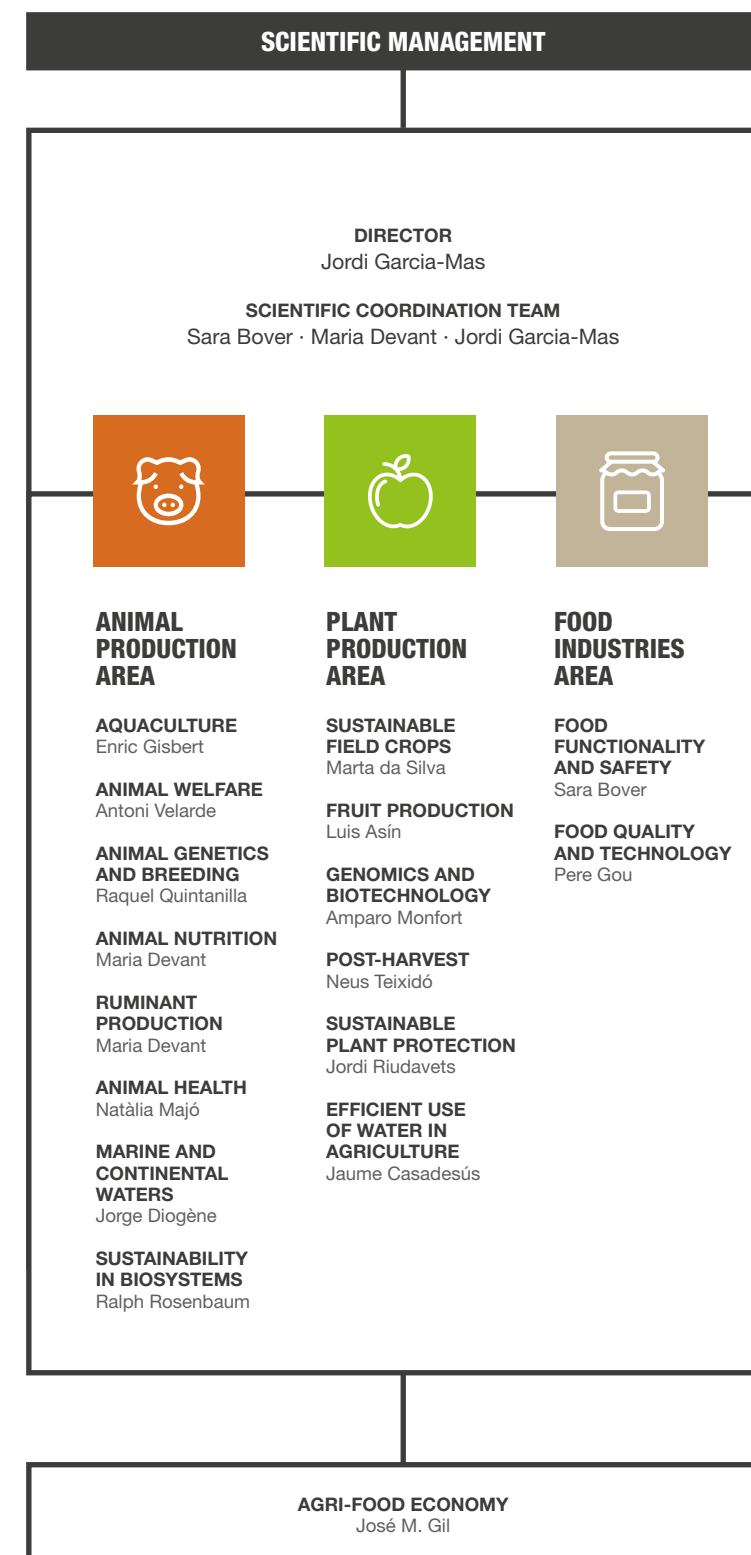 SCIENTIFIC MANAGEMENT
DIRECTOR
Jordi Garcia-Mas
SCIENTIFIC COORDINATION TEAM
Sara Bover · Maria Devant · Jordi Garcia-Mas
ANIMAL
PRODUCTION
AREA
AQUACULTURE
Enric Gisbert
ANIMAL WELFARE
Antoni Velarde
ANIMAL GENETICS
AND BREEDING
Raquel Quintanilla
ANIMAL NUTRITION
Maria Devant
RUMINANT
PRODUCTION
Maria Devant
ANIMAL HEALTH
Natàlia Majó
MARINE AND
CONTINENTAL
WATERS
Jorge Diogène
SUSTAINABILITY
IN BIOSYSTEMS
Ralph Rosenbaum
PLANT
PRODUCTION
AREA
SUSTAINABLE
FIELD CROPS
Marta da Silva
FRUIT PRODUCTION
Luis Asín
GENOMICS AND
BIOTECHNOLOGY
Amparo Monfort
POST-HARVEST
Neus Teixidó
SUSTAINABLE
PLANT PROTECTION
Jordi Riudavets
EFFICIENT USE
OF WATER IN
AGRICULTURE
Jaume Casadesús
FOOD
INDUSTRIES
AREA
FOOD
FUNCTIONALITY
AND SAFETY
Sara Bover
FOOD QUALITY
AND TECHNOLOGY
Pere Gou
AGRI-FOOD ECONOMY
José M. Gil